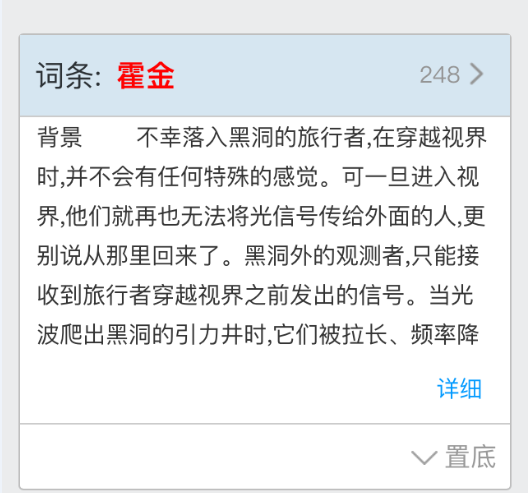 词条: 霍金 248
背景 不幸落入黑洞的旅行者,在穿越视界
时,并不会有任何特殊的感觉。可一旦进入视
界,他们就再也无法将光信号传给外面的人,更
别说从那里回来了。黑洞外的观测者,只能接
收到旅行者穿越视界之前发出的信号。当光
波爬出黑洞的引力井时,它们被拉长、频率降
详细
置底